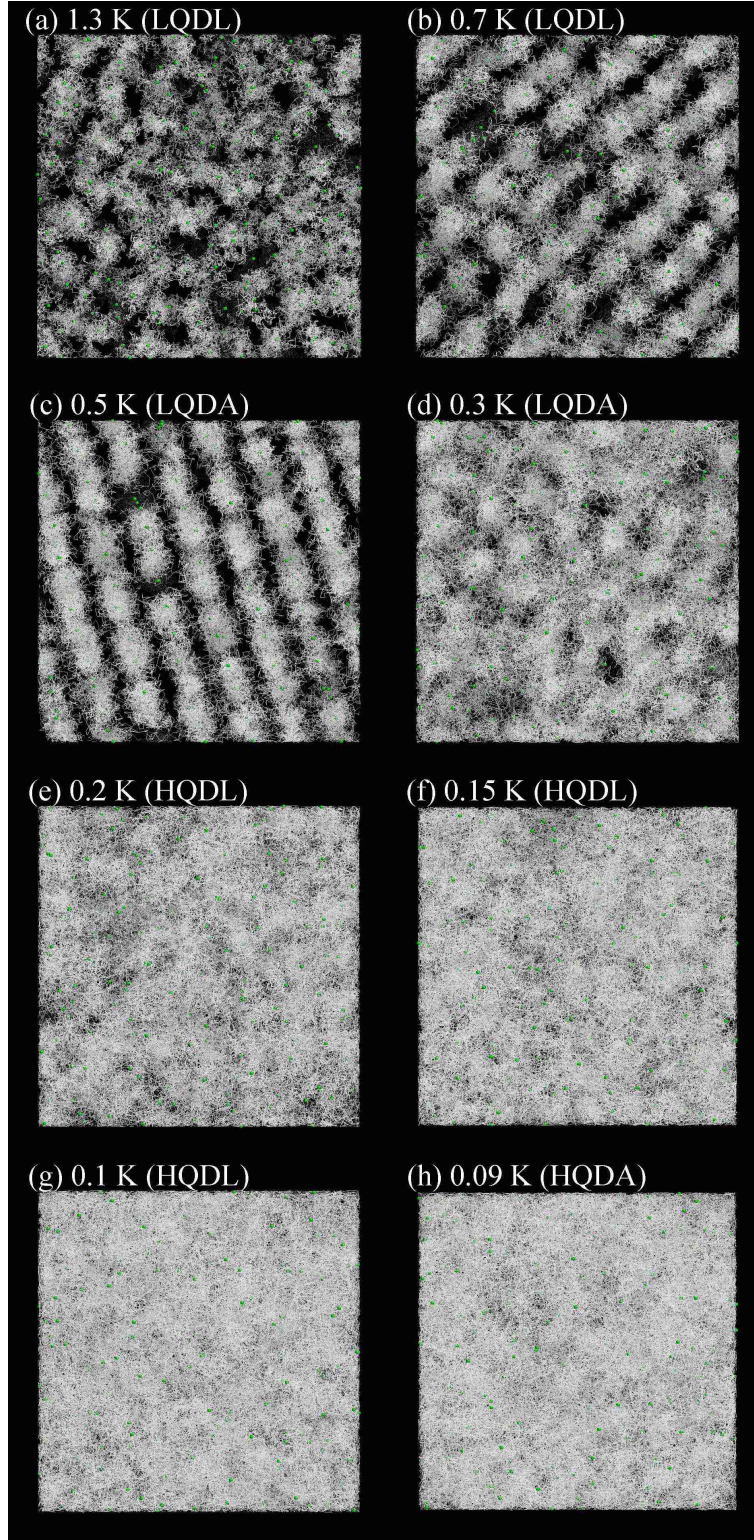 (a) 1.3 K (LQDL)
(b) 0.7 K (LQDL)
(c) 0.5 K (LQDA)
(d) 0.3 K (LQDA)
(e) 0.2 K (HQDL)
(f) 0.15 K (HQDL)
(g) 0.1 K (HQDL)
(h) 0.09 K (HQDA)